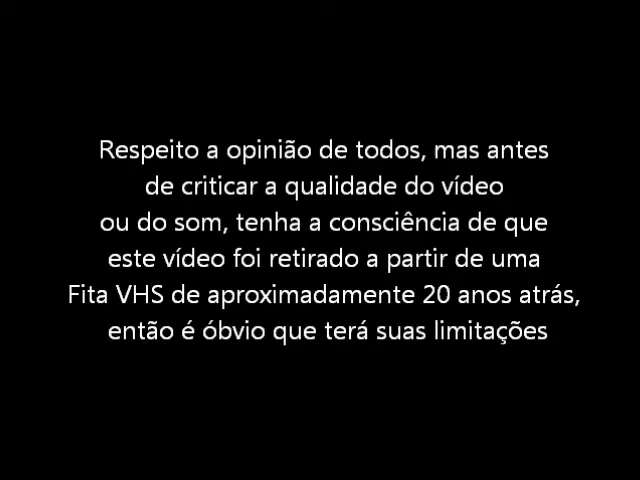 Respeito a opinião de todos, mas antes
de criticar a qualidade do vídeo
ou do som, tenha a consciência de que
este vídeo foi retirado a partir de uma
Fita VHS de aproximadamente 20 anos atrás,
então é óbvio que terá suas limitações